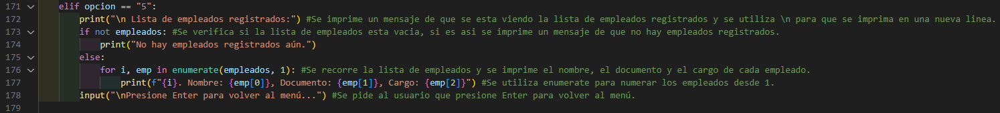 171 elif opcion == "5":
172 print("\n Lista de empleados registrados:") #Se imprime un mensaje de que se esta viendo la lista de empleados registrados y se utiliza \n para que se imprima en una nueva linea.
173 if not empleados: #Se verifica si la lista de empleados esta vacia, si es asi se imprime un mensaje de que no hay empleados registrados.
174 print("No hay empleados registrados aún.")
175 else:
176 for i, emp in enumerate(empleados, 1): #Se recorre la lista de empleados y se imprime el nombre, el documento y el cargo de cada empleado.
177 print(f"{i}. Nombre: {emp[0]}, Documento: {emp[1]}, Cargo: {emp[2]}") #Se utiliza enumerate para numerar los empleados desde 1.
178 input("\nPresione Enter para volver al menú...") #Se pide al usuario que presione Enter para volver al menú.
179